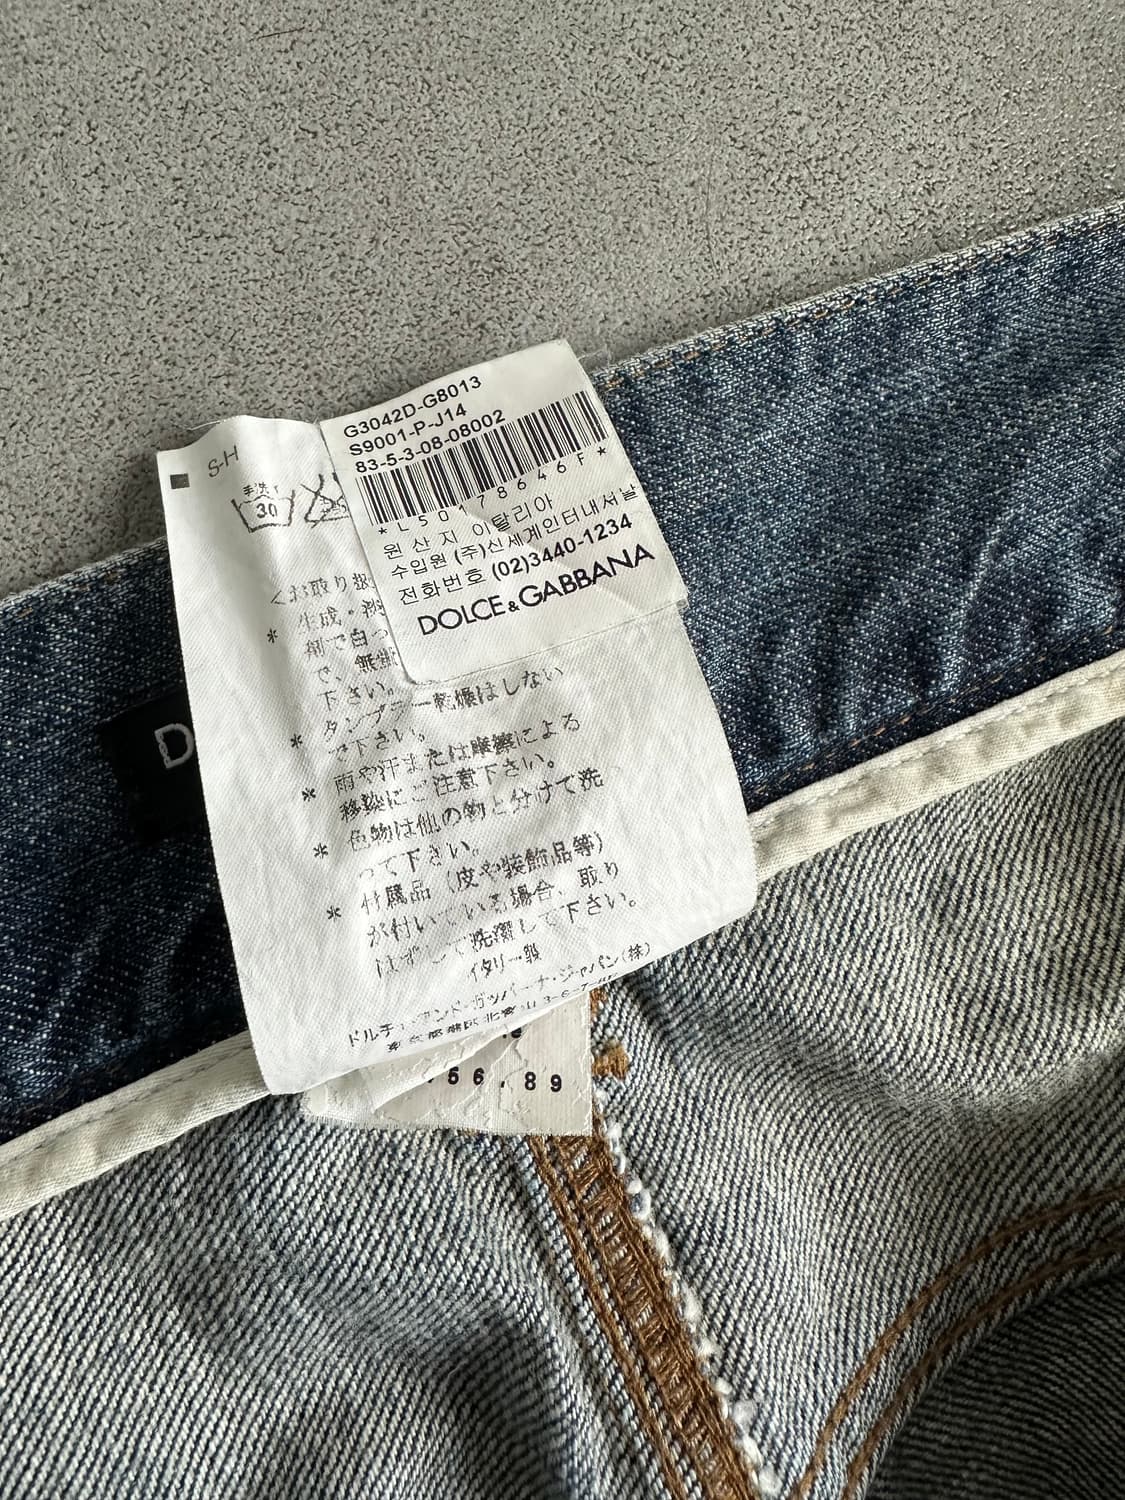 G3042D-G8013
S9001-P-J14
83-5-3-08-08002
원산지 이탈리아
수입원 (주)신세계인터내셔날
전화번호 (02)3440-1234
DOLCE&GABBANA
S-H
手洗イ
30
<お取り扱
* 生成・淡
剤で白っ
で、無蛍
下さい。
* タンブラー乾燥はしない
で下さい。
* 雨や汗または摩擦による
移染にご注意下さい。
* 色物は他の物と分けて洗
って下さい。
* 付属品(皮や装飾品等)
が付いている場合、取り
はずして洗濯して下さい。
イタリー製
ドルチェ・アンド・ガッバーナ・ジャパン(株)
56.89
D